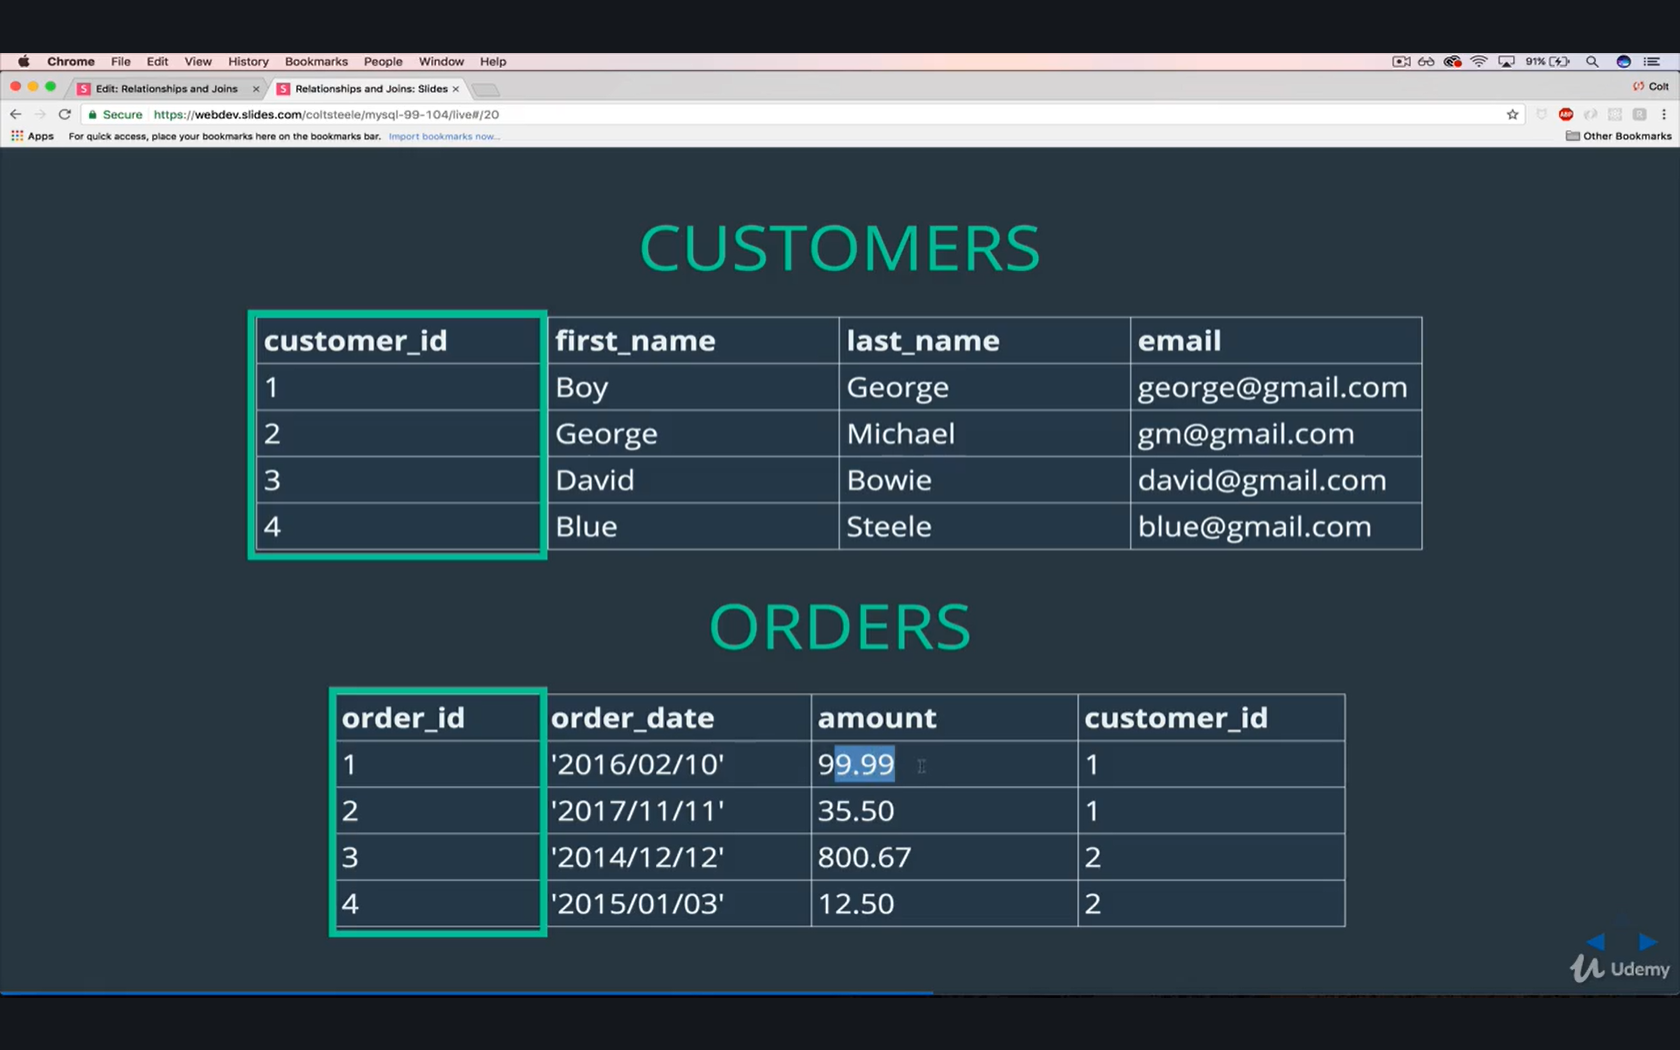 Chrome File Edit View History Bookmarks People Window Help 91%
Edit: Relationships and Joins × Relationships and Joins: Slides × Colt
Secure https://webdev.slides.com/coltsteele/mysql-99-104/live#/20 ABP
Apps For quick access, place your bookmarks here on the bookmarks bar. Import bookmarks now... Other Bookmarks
CUSTOMERS
customer_id first_name last_name email
1 Boy George george@gmail.com
2 George Michael gm@gmail.com
3 David Bowie david@gmail.com
4 Blue Steele blue@gmail.com
ORDERS
order_id order_date amount customer_id
1 '2016/02/10' 99.99 1
2 '2017/11/11' 35.50 1
3 '2014/12/12' 800.67 2
4 '2015/01/03' 12.50 2
Udemy